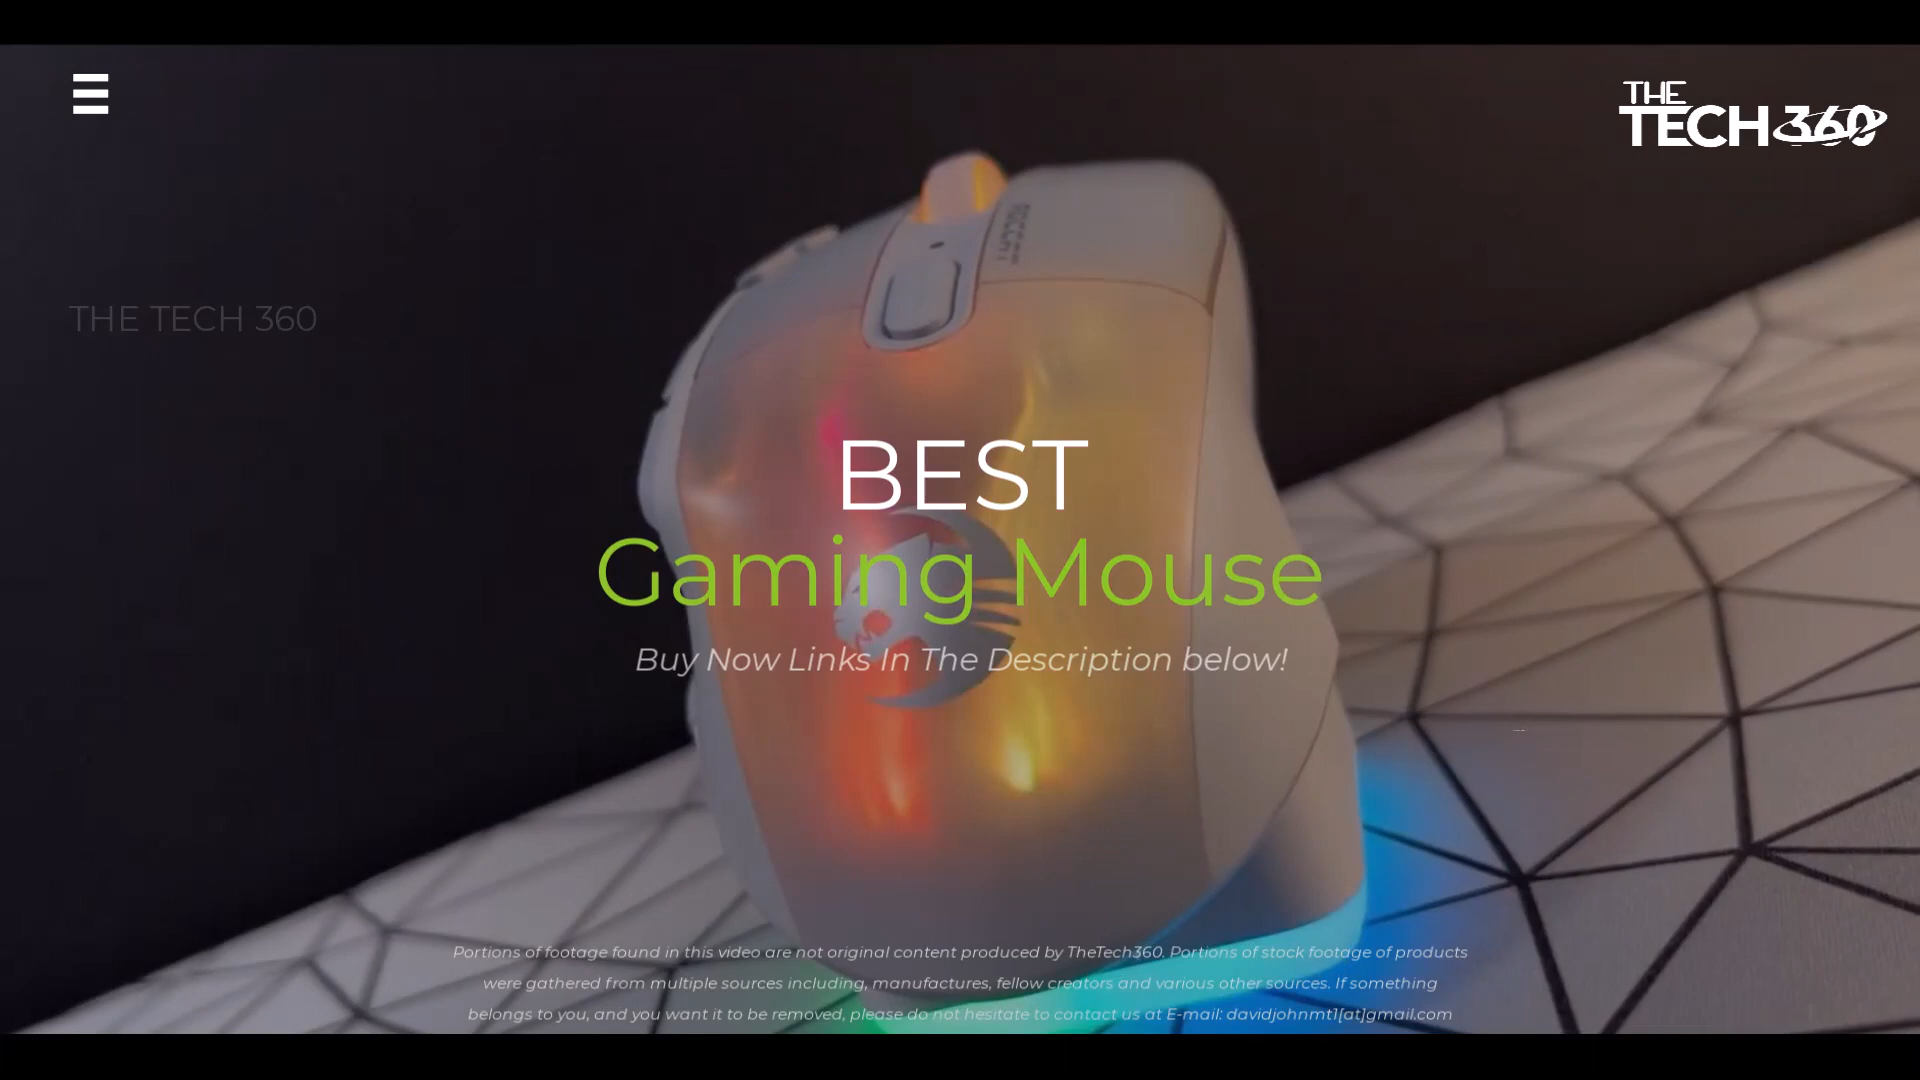 THE
TECH 360
THE TECH 360
BEST
Gaming Mouse
Buy Now Links In The Description below!
Portions of footage found in this video are not original content produced by TheTech360. Portions of stock footage of products
were gathered from multiple sources including, manufactures, fellow creators and various other sources. If something
belongs to you, and you want it to be removed, please do not hesitate to contact us at E-mail: davidjohnmt1[at]gmail.com